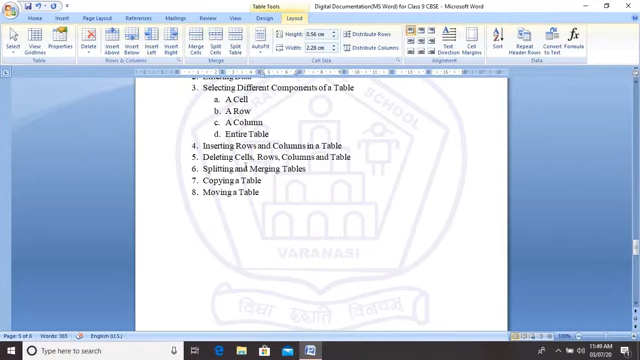 Table Tools
Digital Documentation(MS Word) for Class 9 CBSE - Microsoft Word
Home Insert Page Layout References Mailings Review View Design Layout
Select View Gridlines Properties
Delete Insert Above Insert Below Insert Left Insert Right
Merge Cells Split Cells Split Table
AutoFit
Height: 0.56 cm Distribute Rows
Width: 2.28 cm Distribute Columns
Text Direction Cell Margins
Sort Repeat Header Rows Convert to Text Formula
Table Rows & Columns Merge Cell Size Alignment Data
3. Selecting Different Components of a Table
a. A Cell
b. A Row
c. A Column
d. Entire Table
4. Inserting Rows and Columns in a Table
5. Deleting Cells, Rows, Columns and Table
6. Splitting and Merging Tables
7. Copying a Table
8. Moving a Table
VARANASI
विद्या ददाति विनयम्
Page: 5 of 6 Words: 365 English (U.S.) 100%
Type here to search
11:49 AM
03/07/20